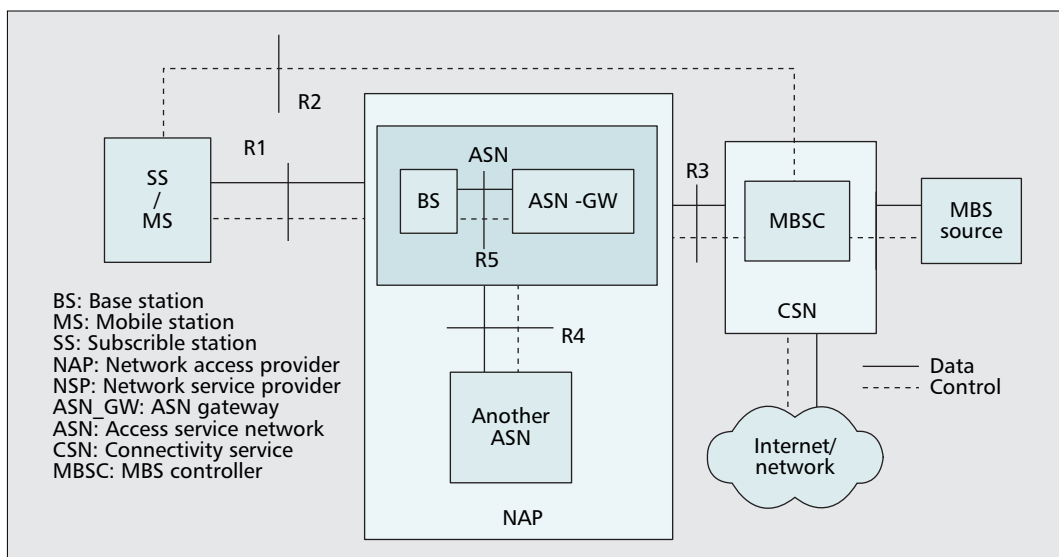 R2
R1
SS
/
MS
ASN
BS
ASN -GW
R5
R3
MBSC
MBS
source
CSN
R4
Another
ASN
NAP
BS: Base station
MS: Mobile station
SS: Subscrible station
NAP: Network access provider
NSP: Network service provider
ASN_GW: ASN gateway
ASN: Access service network
CSN: Connectivity service
MBSC: MBS controller
Data
Control
Internet/
network